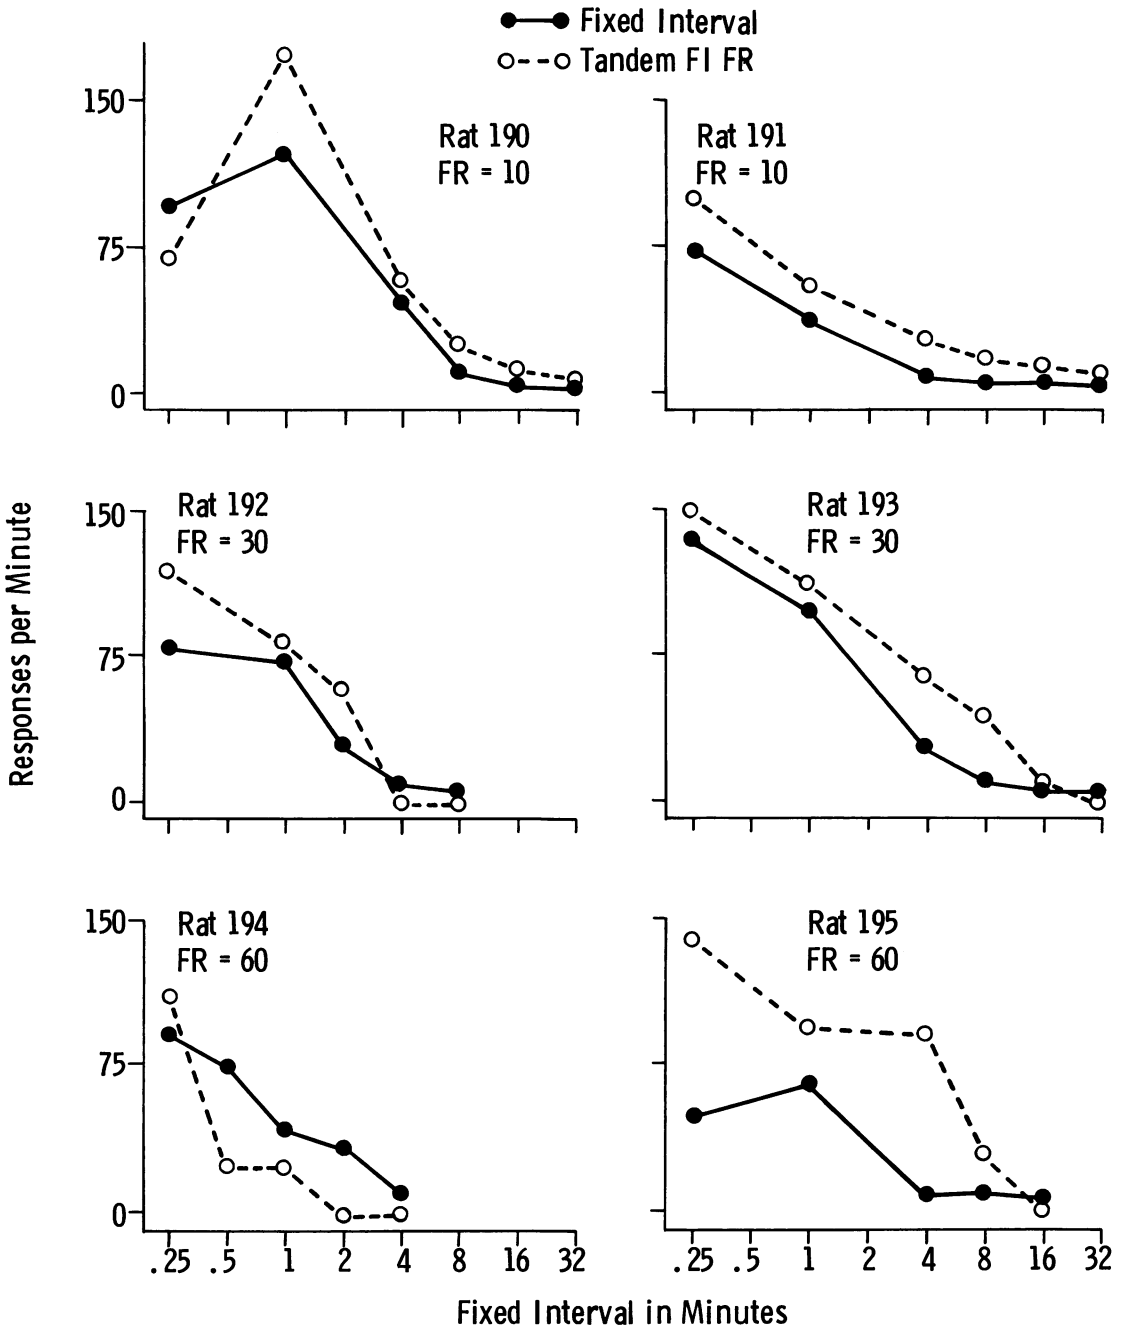 Fixed Interval
Tandem FI FR
150
75
0
Rat 190
FR = 10
Rat 191
FR = 10
Responses per Minute
150
75
0
Rat 192
FR = 30
Rat 193
FR = 30
150
75
0
Rat 194
FR = 60
Rat 195
FR = 60
.25 .5 1 2 4 8 16 32
.25 .5 1 2 4 8 16 32
Fixed Interval in Minutes